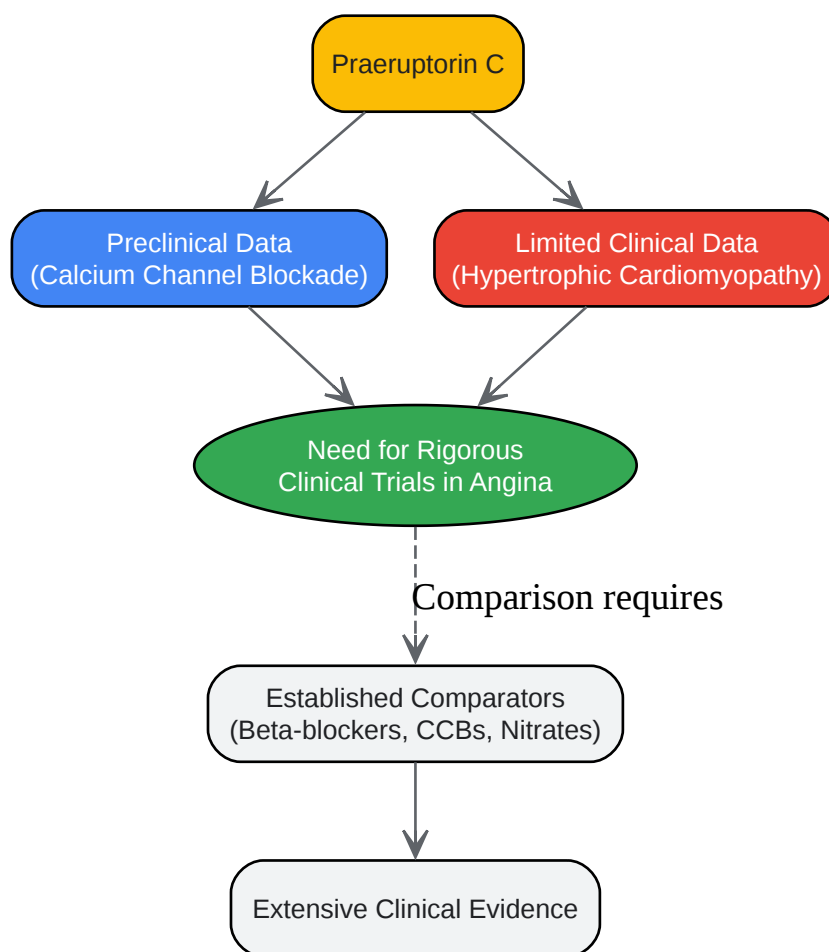 Praeruptorin C
Preclinical Data
(Calcium Channel Blockade)
Limited Clinical Data
(Hypertrophic Cardiomyopathy)
Need for Rigorous
Clinical Trials in Angina
Comparison requires
Established Comparators
(Beta-blockers, CCBs, Nitrates)
Extensive Clinical Evidence